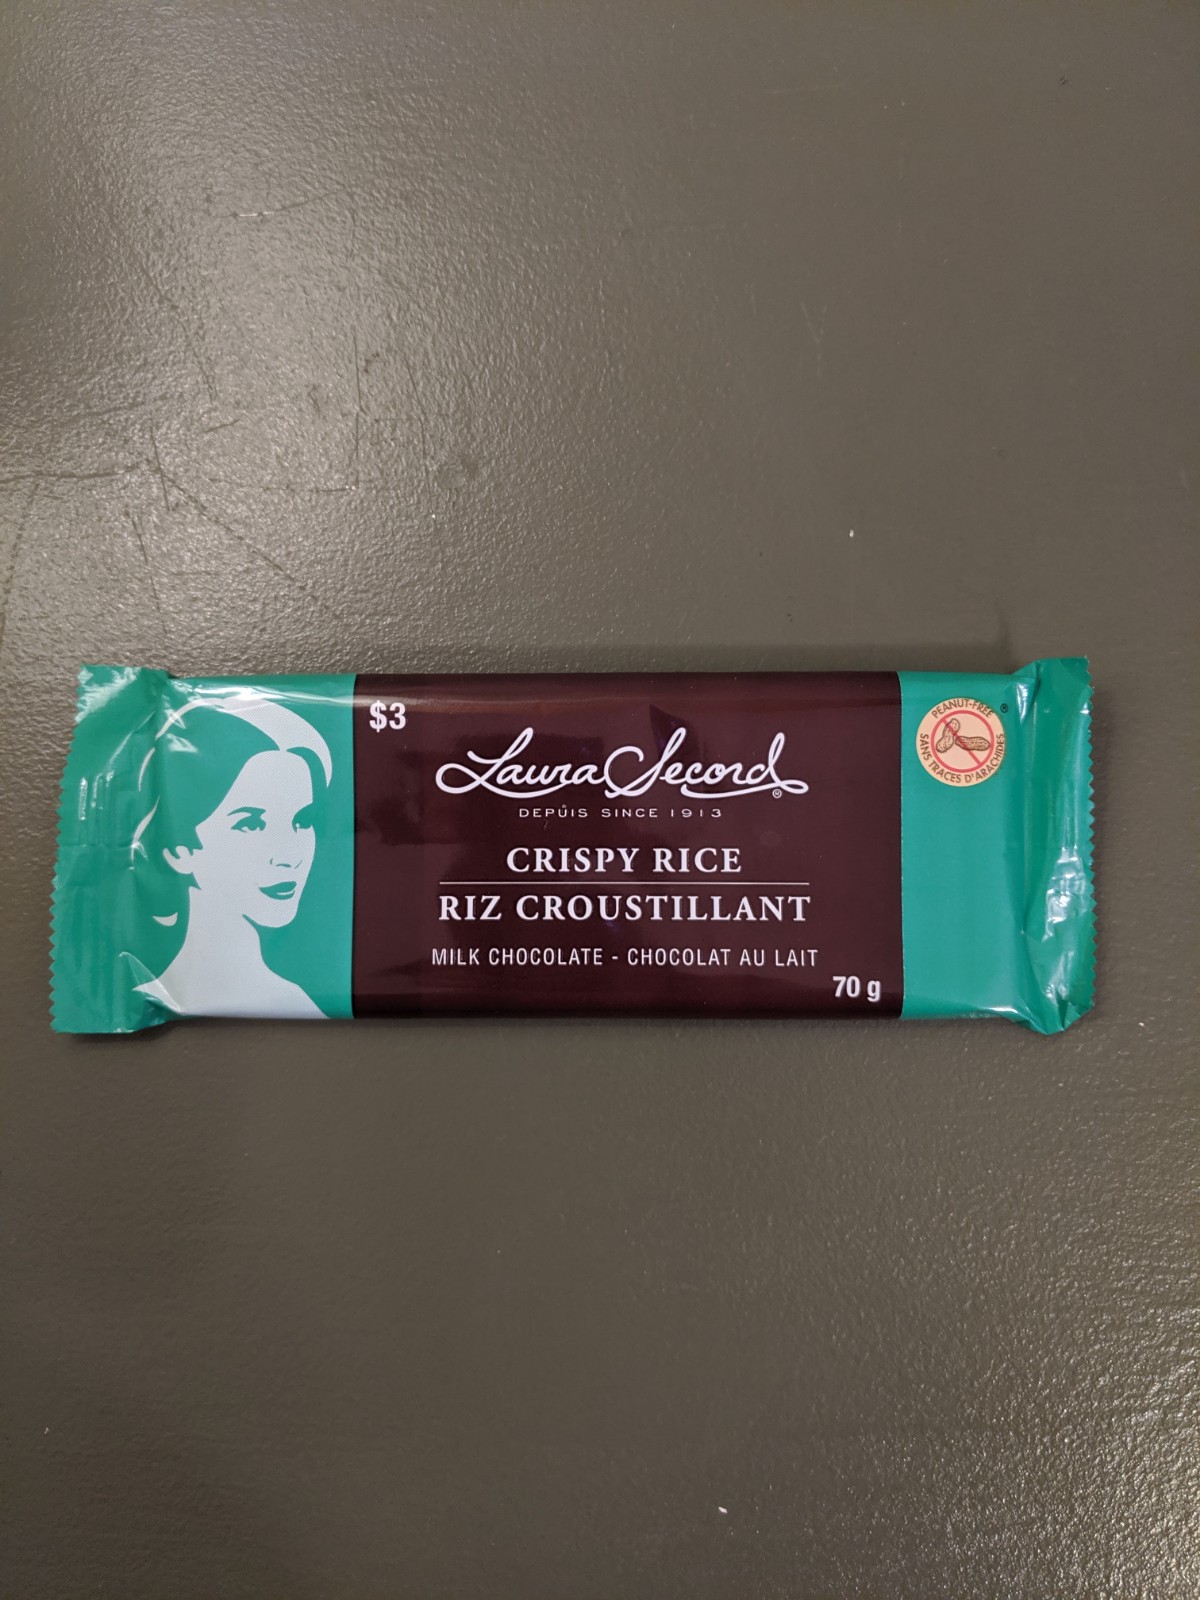 $3
Laura Secord®
DEPUIS SINCE 1913
CRISPY RICE
RIZ CROUSTILLANT
MILK CHOCOLATE - CHOCOLAT AU LAIT
70 g
PEANUT-FREE ®
SANS TRACES D'ARACHIDES